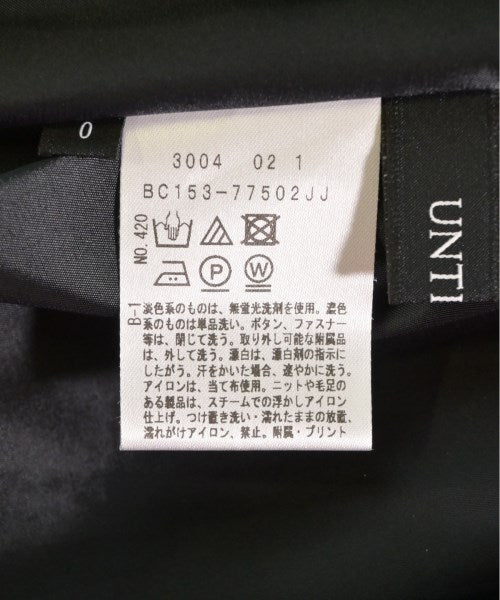 0
3004 02 1
BC153-77502JJ
NO.420
P
W
B-1
淡色系のものは、無蛍光洗剤を使用。濃色
系のものは単品洗い。ボタン、ファスナー
等は、閉じて洗う。取り外し可能な附属品
は、外して洗う。漂白は、漂白剤の指示に
したがう。汗をかいた場合、速やかに洗う。
アイロンは、当て布使用。ニットや毛足の
ある製品は、スチームでの浮かしアイロン
仕上げ。つけ置き洗い・濡れたままの放置、
濡れがけアイロン、禁止。附属・プリント
UNTI